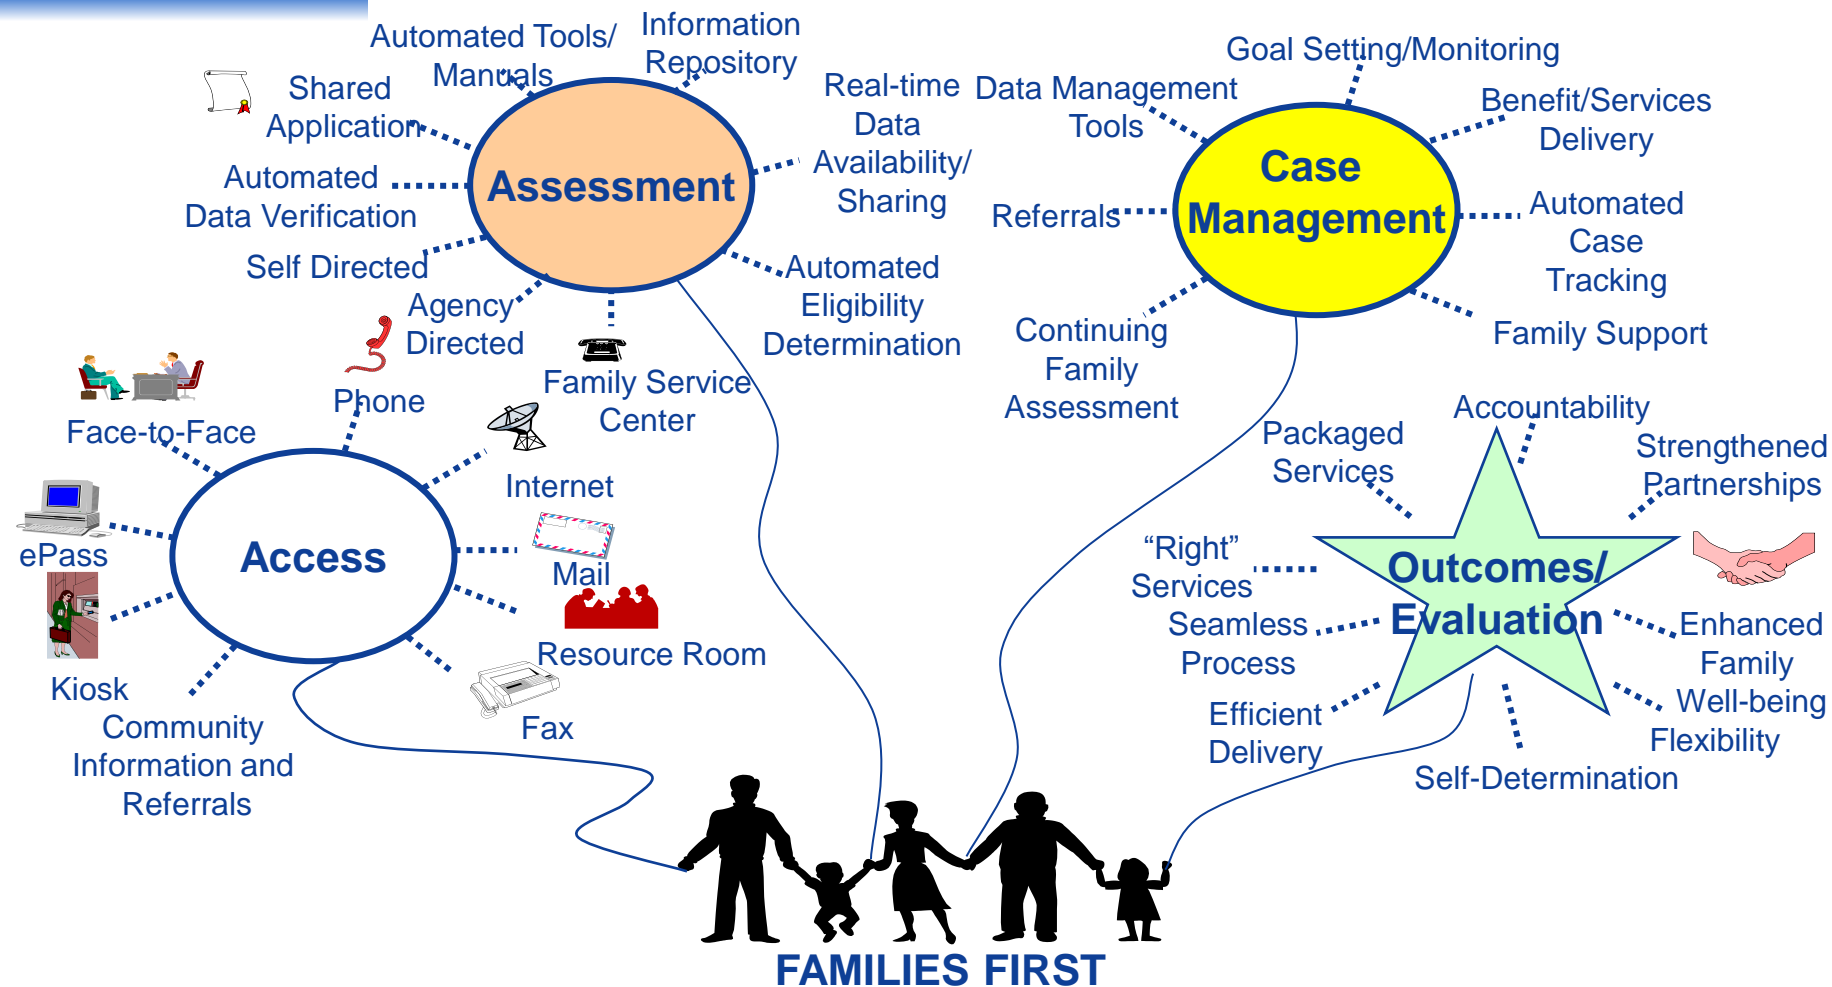 Automated Tools/
Manuals
Information
Repository
Shared
Application
Real-time
Data
Availability/
Sharing
Automated
Data Verification
Assessment
Self Directed
Agency
Directed
Family Service
Center
Automated
Eligibility
Determination
Goal Setting/Monitoring
Data Management
Tools
Benefit/Services
Delivery
Case
Management
Referrals
Automated
Case
Tracking
Continuing
Family
Assessment
Family Support
Phone
Face-to-Face
Internet
ePass
Access
Mail
Kiosk
Resource Room
Community
Information and
Referrals
Fax
Accountability
Packaged
Services
Strengthened
Partnerships
“Right”
Services
Outcomes/
Evaluation
Seamless
Process
Enhanced
Family
Well-being
Efficient
Delivery
Flexibility
Self-Determination
FAMILIES FIRST